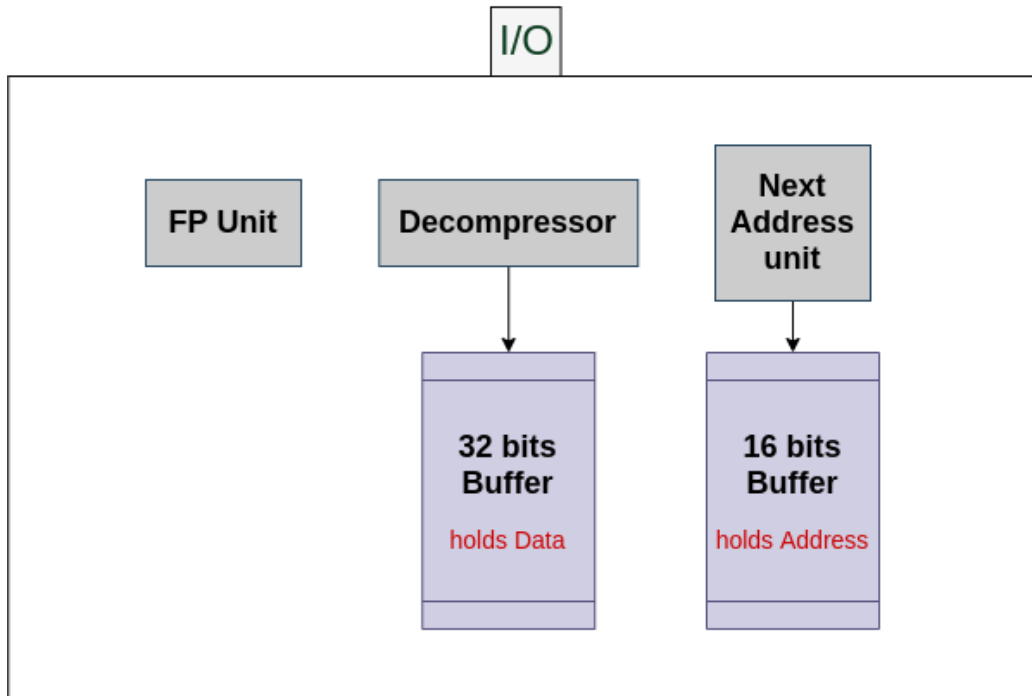 I/O
FP Unit
Decompressor
Next
Address
unit
32 bits
Buffer
holds Data
16 bits
Buffer
holds Address